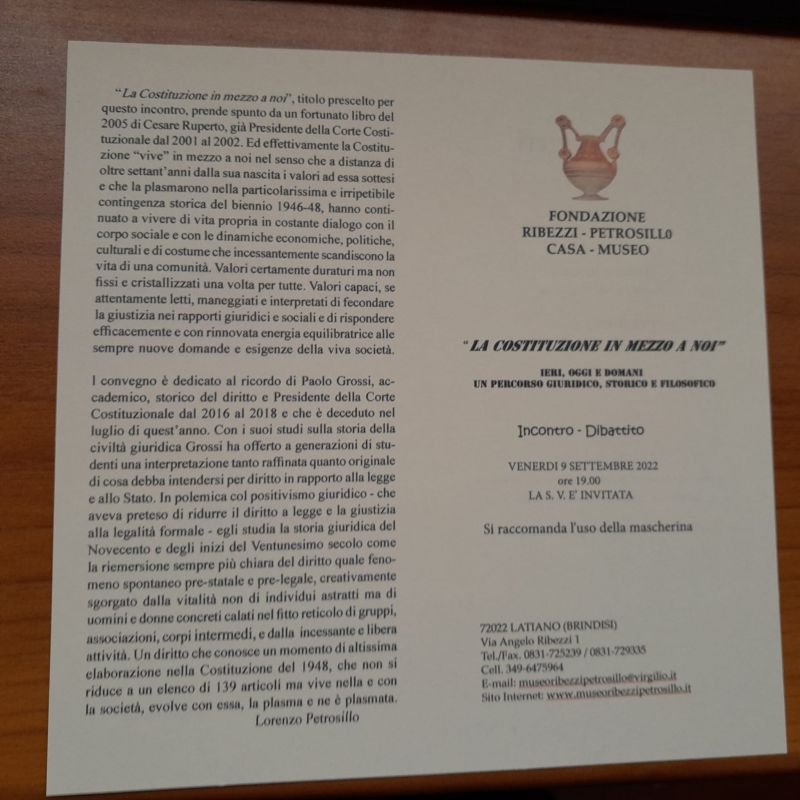 “La Costituzione in mezzo a noi”, titolo prescelto per
questo incontro, prende spunto da un fortunato libro del
2005 di Cesare Ruperto, già Presidente della Corte Costi-
tuzionale dal 2001 al 2002. Ed effettivamente la Costitu-
zione “vive” in mezzo a noi nel senso che a distanza di
oltre settant'anni dalla sua nascita i valori ad essa sottesi
e che la plasmarono nella particolarissima e irripetibile
contingenza storica del biennio 1946-48, hanno conti-
nuato a vivere di vita propria in costante dialogo con il
corpo sociale e con le dinamiche economiche, politiche,
culturali e di costume che incessantemente scandiscono la
vita di una comunità. Valori certamente duraturi ma non
fissi e cristallizzati una volta per tutte. Valori capaci, se
attentamente letti, maneggiati e interpretati di fecondare
la giustizia nei rapporti giuridici e sociali e di rispondere
efficacemente e con rinnovata energia equilibratrice alle
sempre nuove domande e esigenze della viva società.
l convegno è dedicato al ricordo di Paolo Grossi, ac-
cademico, storico del diritto e Presidente della Corte
Costituzionale dal 2016 al 2018 e che è deceduto nel
luglio di quest'anno. Con i suoi studi sulla storia della
civiltà giuridica Grossi ha offerto a generazioni di stu-
denti una interpretazione tanto raffinata quanto originale
di cosa debba intendersi per diritto in rapporto alla legge
e allo Stato. In polemica col positivismo giuridico - che
aveva preteso di ridurre il diritto a legge e la giustizia
alla legalità formale - egli studia la storia giuridica del
Novecento e degli inizi del Ventunesimo secolo come
la riemersione sempre più chiara del diritto quale feno-
meno spontaneo pre-statale e pre-legale, creativamente
sgorgato dalla vitalità non di individui astratti ma di
uomini e donne concreti calati nel fitto reticolo di gruppi,
associazioni, corpi intermedi, e dalla incessante e libera
attività. Un diritto che conosce un momento di altissima
elaborazione nella Costituzione del 1948, che non si
riduce a un elenco di 139 articoli ma vive nella e con
la società, evolve con essa, la plasma e ne è plasmata.
Lorenzo Petrosillo
FONDAZIONE
RIBEZZI - PETROSILLO
CASA - MUSEO
“LA COSTITUZIONE IN MEZZO A NOI”
IERI, OGGI E DOMANI
UN PERCORSO GIURIDICO, STORICO E FILOSOFICO
Incontro - Dibattito
VENERDI 9 SETTEMBRE 2022
ore 19.00
LA S. V. E' INVITATA
Si raccomanda l'uso della mascherina
72022 LATIANO (BRINDISI)
Via Angelo Ribezzi 1
Tel./Fax. 0831-725239 / 0831-729335
Cell. 349-6475964
E-mail: museoribezzipetrosillo@virgilio.it
Sito Internet: www.museoribezzipetrosillo.it